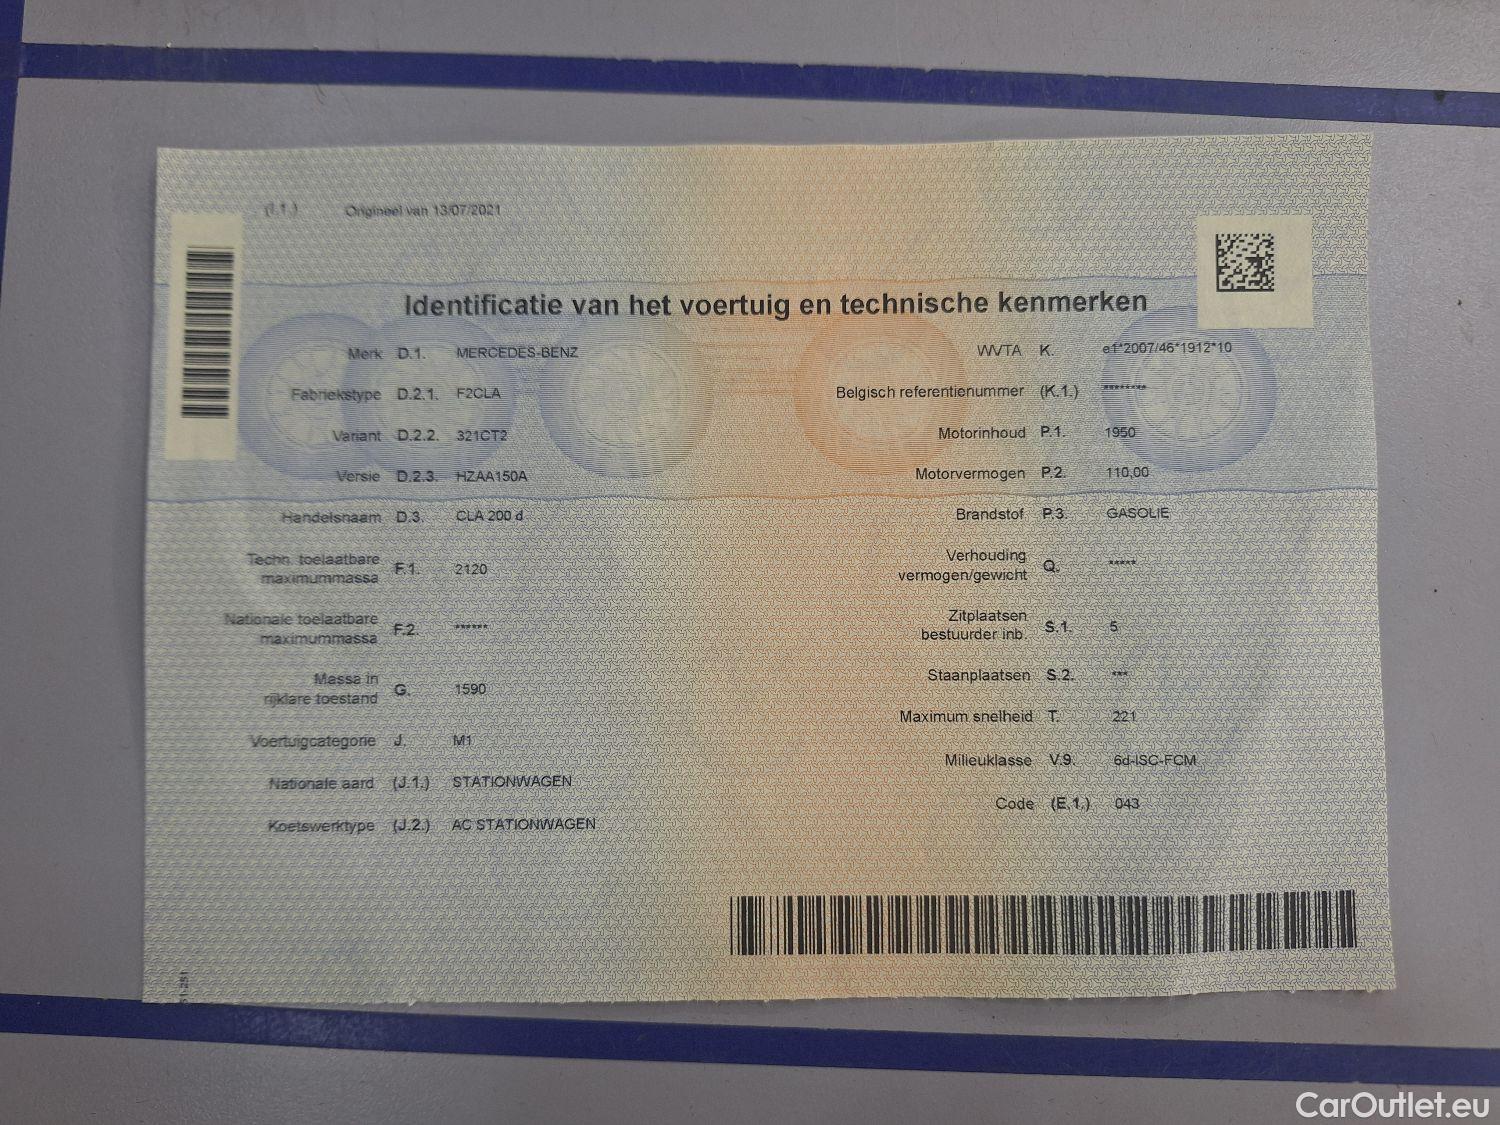 (I.1.) Origineel van 13/07/2021
Identificatie van het voertuig en technische kenmerken
Merk D.1. MERCEDES-BENZ
Fabriekstype D.2.1. F2CLA
Variant D.2.2. 321CT2
Versie D.2.3. HZAA150A
Handelsnaam D.3. CLA 200 d
Techn. toelaatbare
maximummassa F.1. 2120
Nationale toelaatbare
maximummassa F.2. ******
Massa in
rijklare toestand G. 1590
Voertuigcategorie J. M1
Nationale aard (J.1.) STATIONWAGEN
Koetswerktype (J.2.) AC STATIONWAGEN
WVTA K. e1*2007/46*1912*10
Belgisch referentienummer (K.1.) ********
Motorinhoud P.1. 1950
Motorvermogen P.2. 110,00
Brandstof P.3. GASOLIE
Verhouding
vermogen/gewicht Q. *****
Zitplaatsen
bestuurder inb. S.1. 5
Staanplaatsen S.2. ***
Maximum snelheid T. 221
Milieuklasse V.9. 6d-ISC-FCM
Code (E.1.) 043
CarOutlet.eu